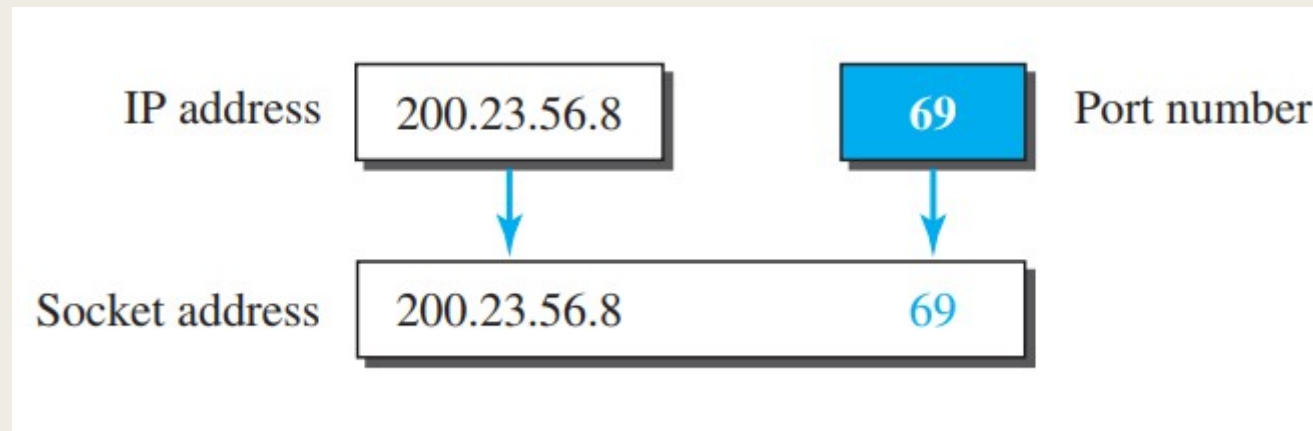 IP address 200.23.56.8 69 Port number
Socket address 200.23.56.8 69